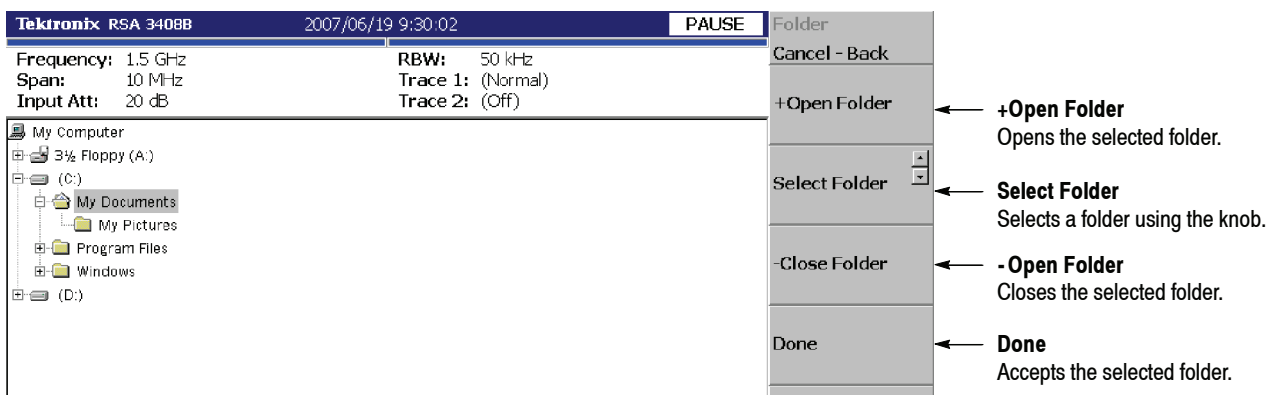 Tektronix RSA 3408B 2007/06/19 9:30:02 PAUSE
Frequency: 1.5 GHz RBW: 50 kHz
Span: 10 MHz Trace 1: (Normal)
Input Att: 20 dB Trace 2: (Off)
My Computer
3½ Floppy (A:)
(C:)
My Documents
My Pictures
Program Files
Windows
(D:)
Folder
Cancel - Back
+Open Folder
Select Folder
-Close Folder
Done
+Open Folder
Opens the selected folder.
Select Folder
Selects a folder using the knob.
- Open Folder
Closes the selected folder.
Done
Accepts the selected folder.